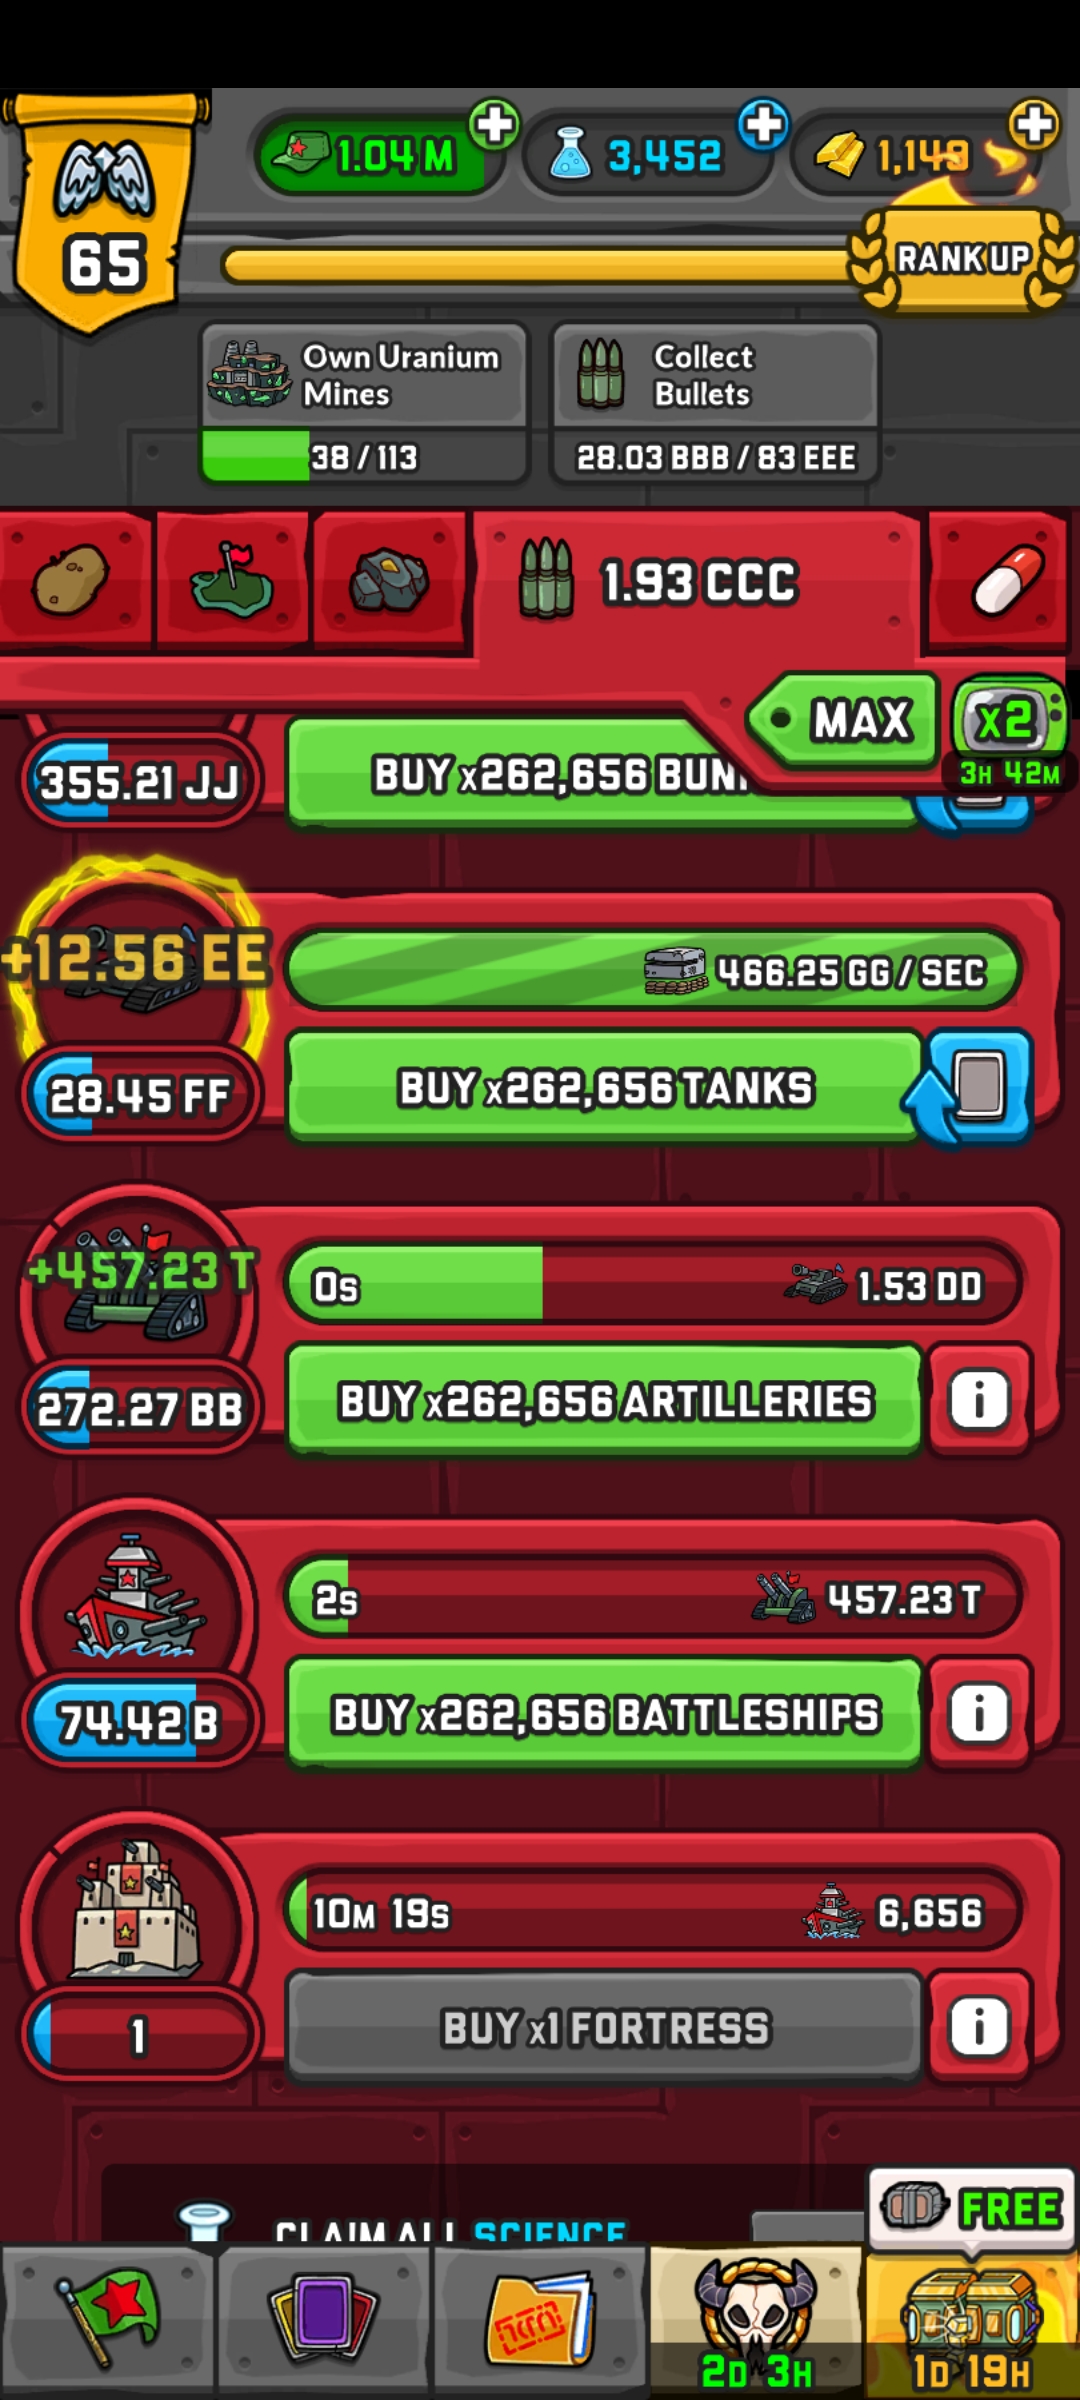 1.04 M
3,452
1,149
65
RANK UP
Own Uranium
Mines
38 / 113
Collect
Bullets
28.03 BBB / 83 EEE
1.93 CCC
MAX
x2
3H 42M
355.21 JJ
BUY x262,656
+12.56 EE
466.25 GG / SEC
28.45 FF
BUY x262,656 TANKS
+457.23 T
0s
1.53 DD
272.27 BB
BUY x262,656 ARTILLERIES
2s
457.23 T
74.42 B
BUY x262,656 BATTLESHIPS
10M 19s
6,656
1
BUY x1 FORTRESS
CLAIM ALL SCIENCE
FREE
2D 3H
1D 19H